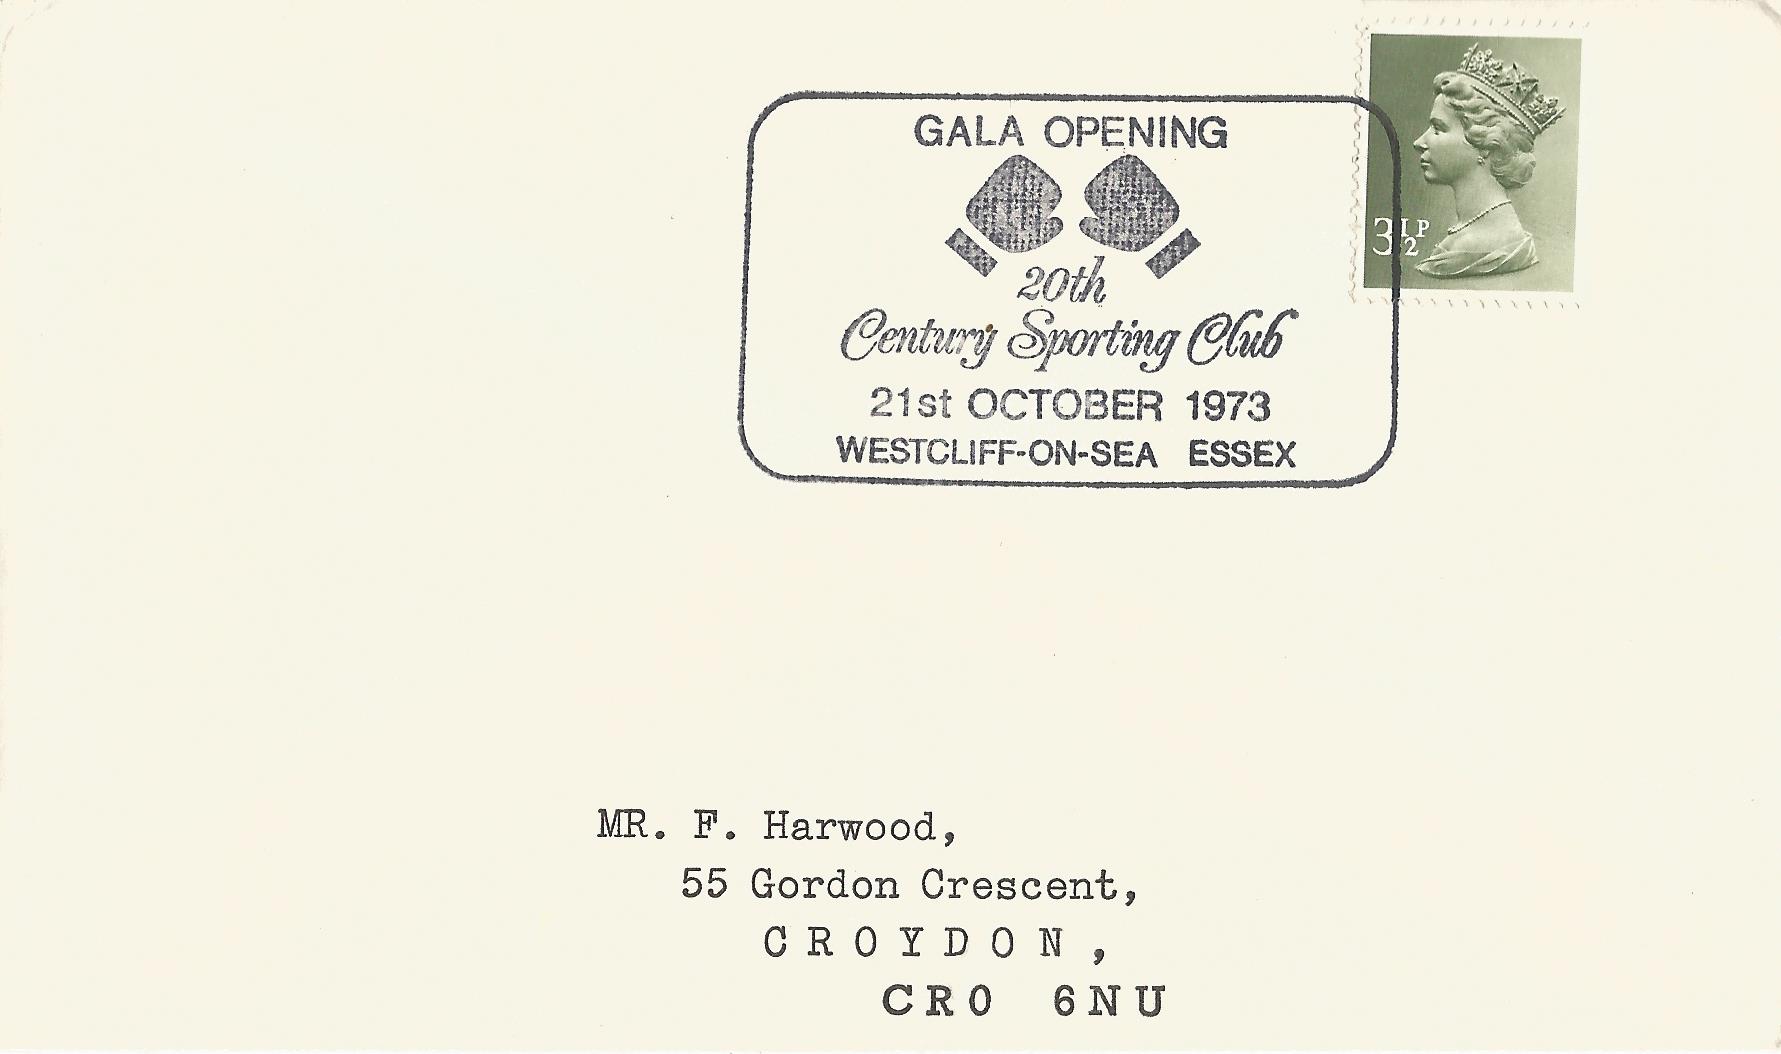 GALA OPENING
20th
Century Sporting Club
21st OCTOBER 1973
WESTCLIFF-ON-SEA ESSEX
3½P
MR. F. Harwood,
55 Gordon Crescent,
CROYDON,
CR0 6NU